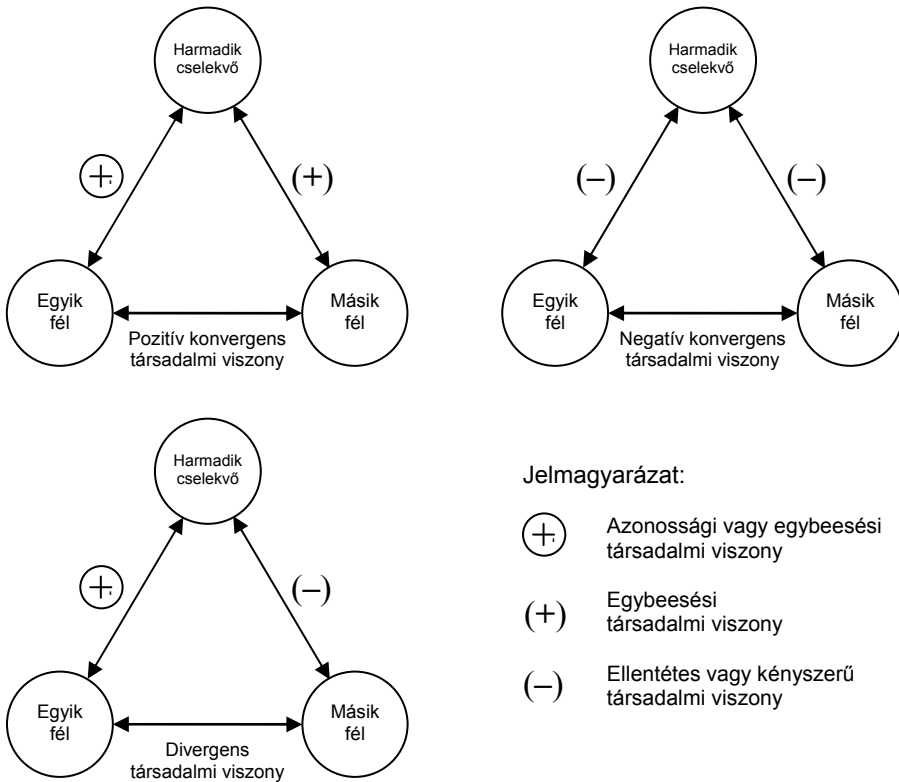 Harmadik
cselekvő
+
(+)
Egyik
fél
Másik
fél
Pozitív konvergens
társadalmi viszony
Harmadik
cselekvő
(−)
(−)
Egyik
fél
Másik
fél
Negatív konvergens
társadalmi viszony
Harmadik
cselekvő
+
(−)
Egyik
fél
Másik
fél
Divergens
társadalmi viszony
Jelmagyarázat:
+
Azonossági vagy egybeesési
társadalmi viszony
(+)
Egybeesési
társadalmi viszony
(−)
Ellentétes vagy kényszerű
társadalmi viszony